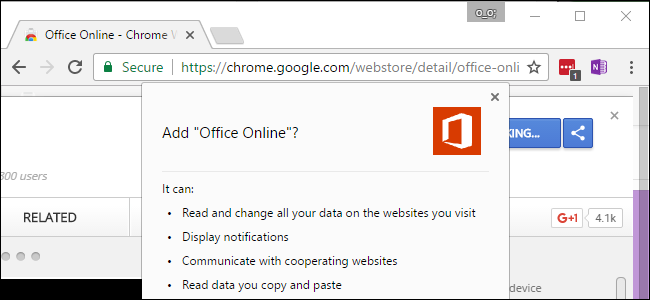 o_o;
Office Online - Chrome W
Secure https://chrome.google.com/webstore/detail/office-onli
1
Add "Office Online"?
KING...
800 users
It can:
RELATED
G+1 4.1k
Read and change all your data on the websites you visit
Display notifications
Communicate with cooperating websites
Read data you copy and paste
device